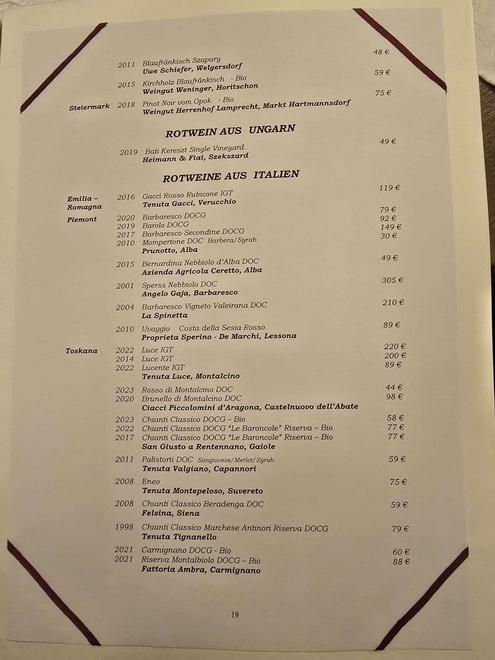 2011 Blaufränkisch Szapary 48 €
Uwe Schiefer, Welgersdorf
2015 Kirchholz Blaufränkisch - Bio 59 €
Weingut Weninger, Horitschon
Steiermark 2018 Pinot Noir vom Opok - Bio 75 €
Weingut Herrenhof Lamprecht, Markt Hartmannsdorf
ROTWEIN AUS UNGARN
2019 Bati Kereszt Single Vineyard 49 €
Heimann & Fiai, Szekszard
ROTWEINE AUS ITALIEN
Emilia – Romagna 2016 Gacci Rosso Rubicone IGT 119 €
Tenuta Gacci, Verucchio
Piemont 2020 Barbaresco DOCG 79 €
2019 Barolo DOCG 92 €
2017 Barbaresco Secondine DOCG 149 €
2010 Mompertone DOC Barbera/Syrah 30 €
Prunotto, Alba
2015 Bernardina Nebbiolo d'Alba DOC 49 €
Azienda Agricola Ceretto, Alba
2001 Sperss Nebbiolo DOC 305 €
Angelo Gaja, Barbaresco
2004 Barbaresco Vigneto Valeirana DOC 210 €
La Spinetta
2010 Uvaggio Costa della Sesia Rosso 89 €
Proprieta Sperino - De Marchi, Lessona
Toskana 2022 Luce IGT 220 €
2014 Luce IGT 200 €
2022 Lucente IGT 89 €
Tenuta Luce, Montalcino
2023 Rosso di Montalcino DOC 44 €
2020 Brunello di Montalcino DOC 98 €
Ciacci Piccolomini d'Aragona, Castelnuovo dell'Abate
2023 Chianti Classico DOCG – Bio 58 €
2022 Chianti Classico DOCG "Le Baroncole" Riserva – Bio 77 €
2017 Chianti Classico DOCG "Le Baroncole" Riserva – Bio 77 €
San Giusto a Rentennano, Gaiole
2011 Palistorti DOC Sangiovese/Merlot/Syrah 59 €
Tenuta Valgiano, Capannori
2008 Eneo 75 €
Tenuta Montepeloso, Suvereto
2008 Chianti Classico Beradenga DOC 59 €
Felsina, Siena
1998 Chianti Classico Marchese Antinori Riserva DOCG 79 €
Tenuta Tignanello
2021 Carmignano DOCG - Bio 60 €
2021 Riserva Montalbiolo DOCG – Bio 88 €
Fattoria Ambra, Carmignano
19